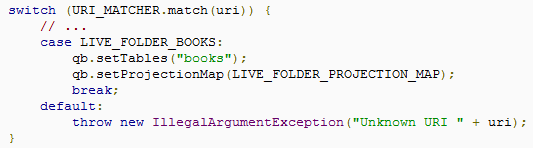 switch (URI_MATCHER.match(uri)) {
    // ...
    case LIVE_FOLDER_BOOKS:
        qb.setTables("books");
        qb.setProjectionMap(LIVE_FOLDER_PROJECTION_MAP);
        break;
    default:
        throw new IllegalArgumentException("Unknown URI " + uri);
}